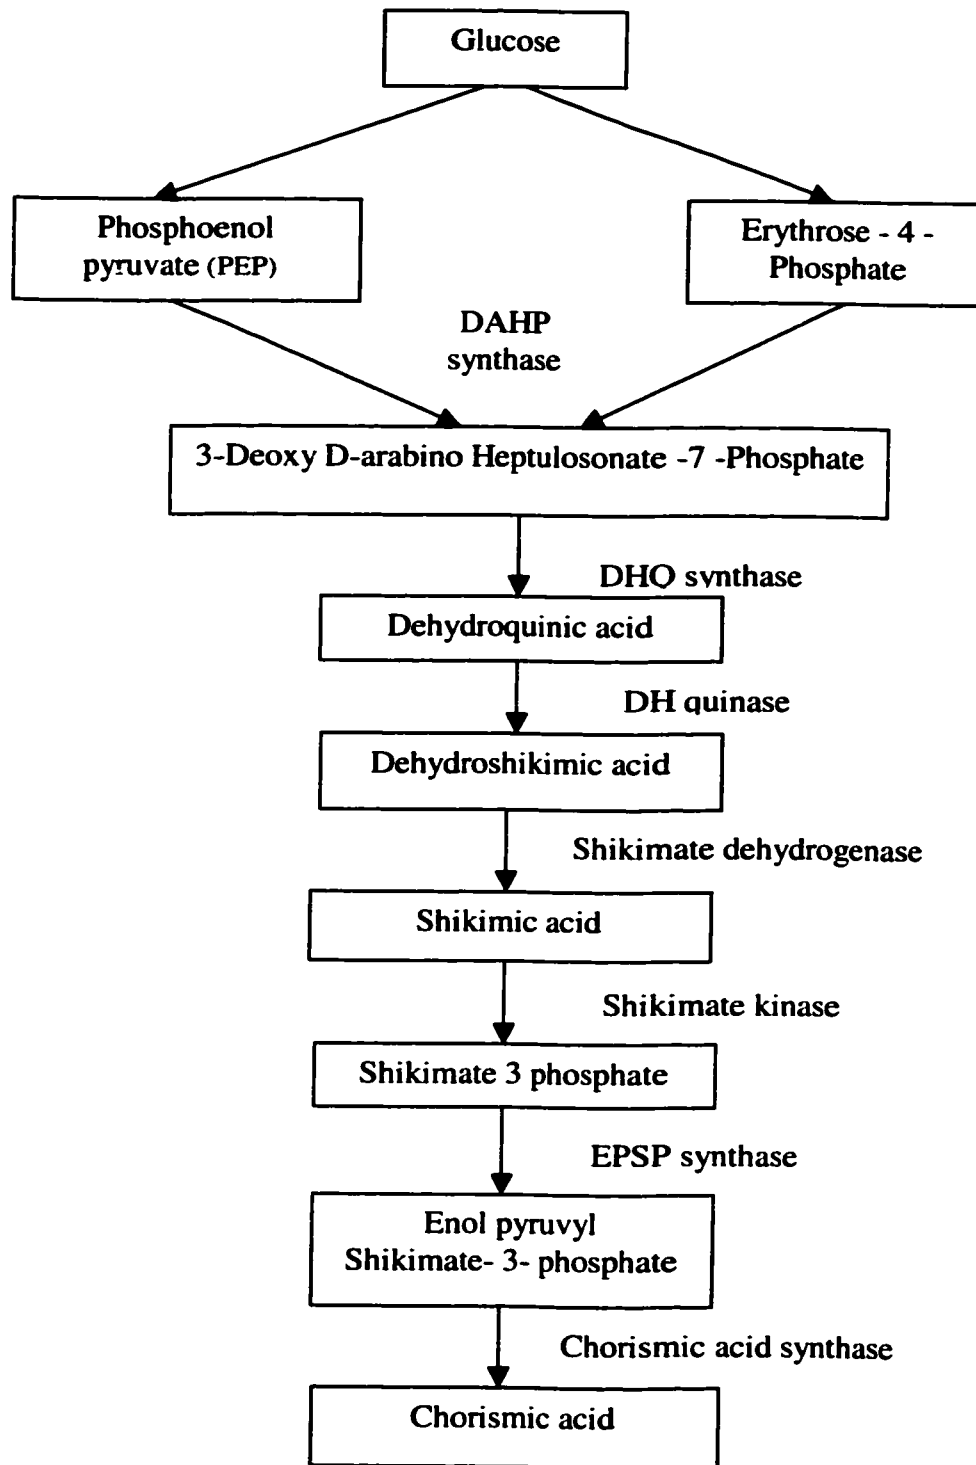 Glucose
Phosphoenol
pyruvate (PEP)
Erythrose - 4 -
Phosphate
DAHP
synthase
3-Deoxy D-arabino Heptulosonate -7 -Phosphate
DHQ synthase
Dehydroquinic acid
DH quinase
Dehydroshikimic acid
Shikimate dehydrogenase
Shikimic acid
Shikimate kinase
Shikimate 3 phosphate
EPSP synthase
Enol pyruvyl
Shikimate- 3- phosphate
Chorismic acid synthase
Chorismic acid